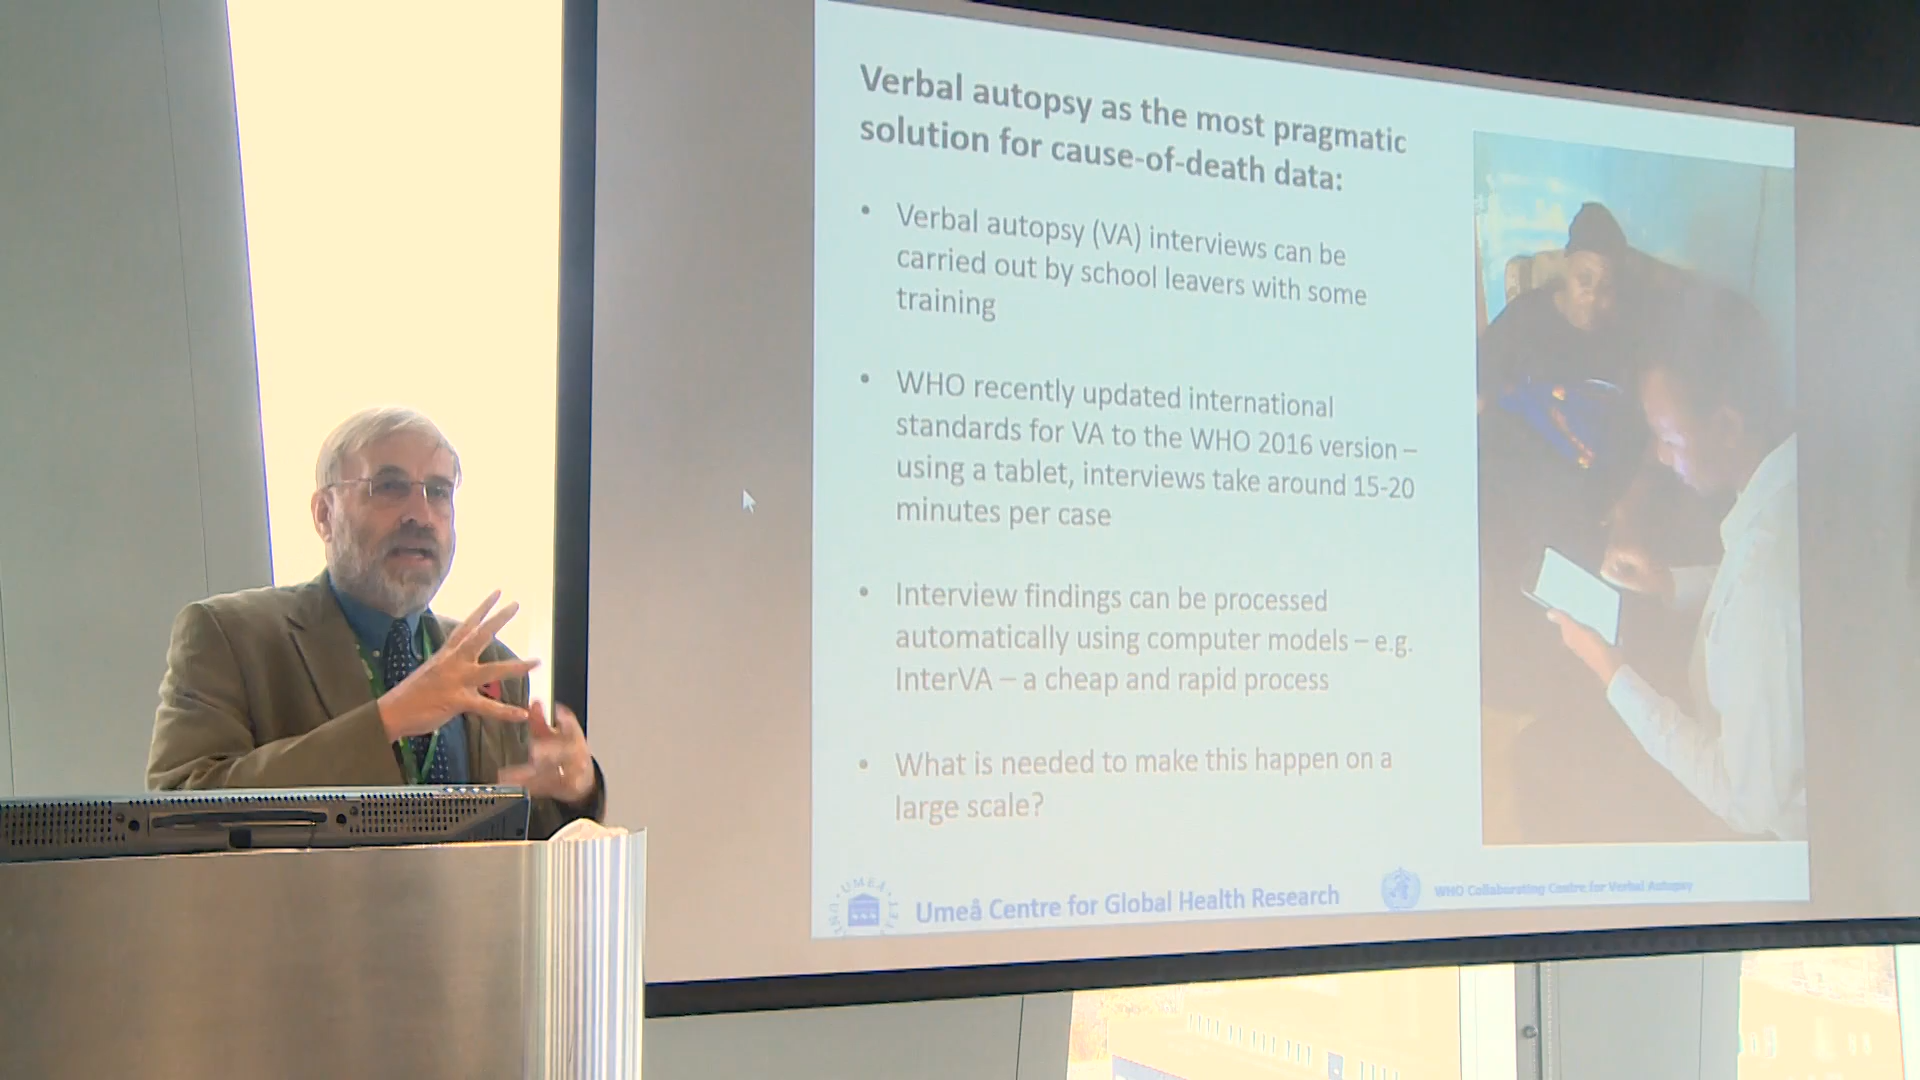 Verbal autopsy as the most pragmatic
solution for cause-of-death data:
• Verbal autopsy (VA) interviews can be
carried out by school leavers with some
training
• WHO recently updated international
standards for VA to the WHO 2016 version –
using a tablet, interviews take around 15-20
minutes per case
• Interview findings can be processed
automatically using computer models – e.g.
InterVA – a cheap and rapid process
• What is needed to make this happen on a
large scale?
UMEÅ
Umeå Centre for Global Health Research
WHO Collaborating Centre for Verbal Autopsy